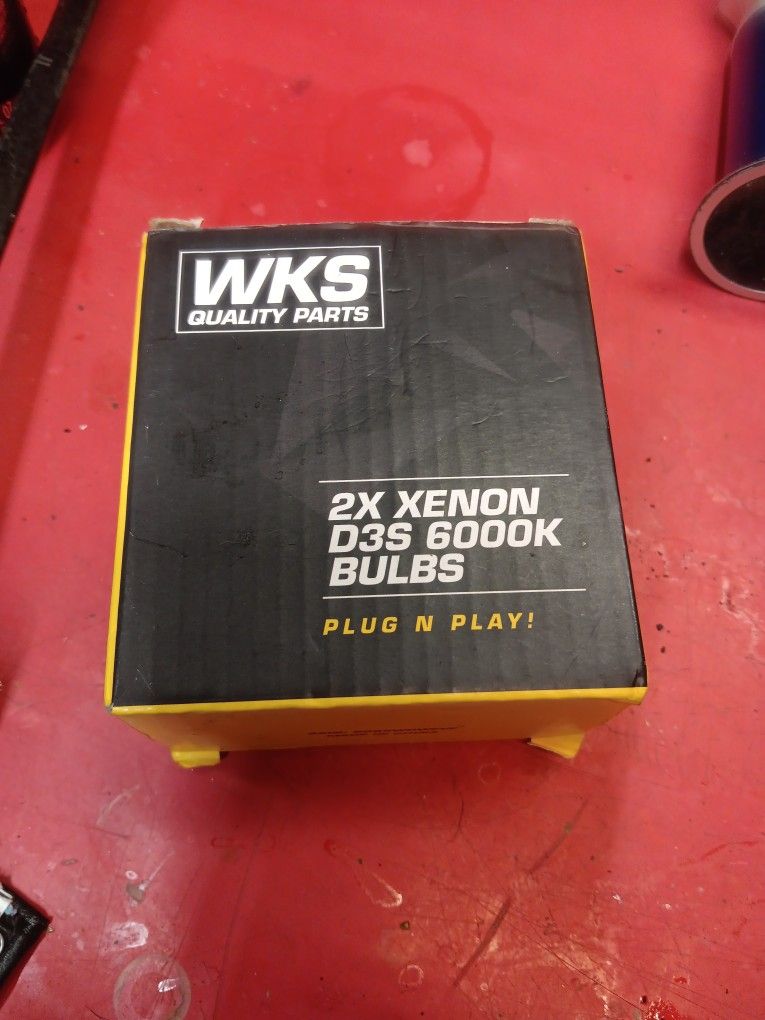 WKS
QUALITY PARTS
2X XENON
D3S 6000K
BULBS
PLUG N PLAY!